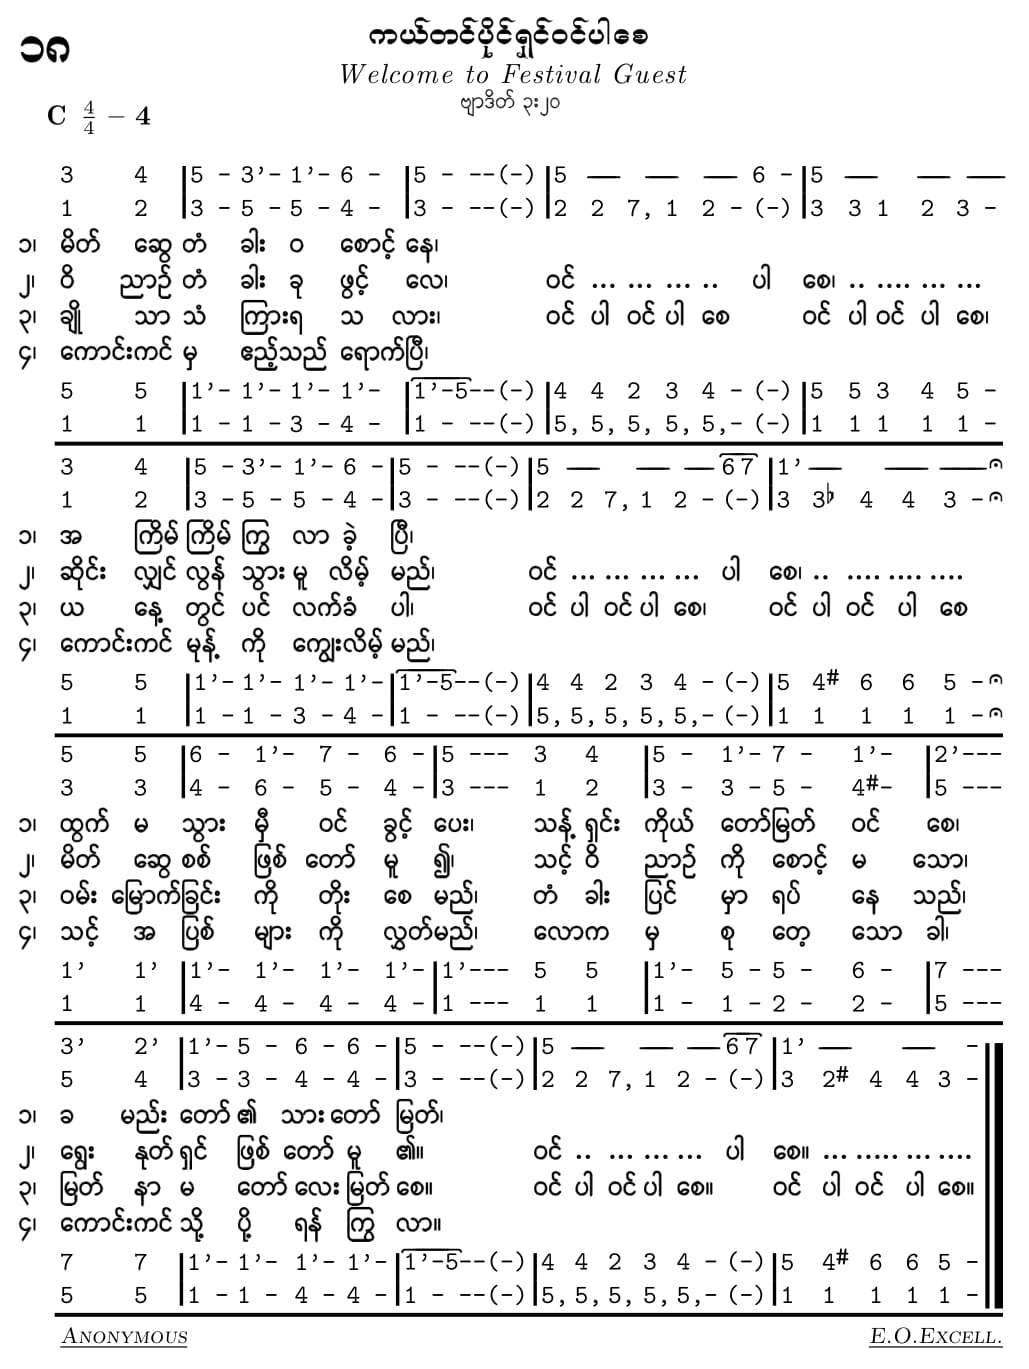 ၁၈
ကယ်တင်ပိုင်ရှင်ဝင်ပါစေ
Welcome to Festival Guest
ဗျာဒိတ် ၃း၂၀
C 4/4 – 4
3 4 |5 - 3’- 1’- 6 - |5 - --(-) |5 — — — 6 - |5 — — —
1 2 |3 - 5 - 5 - 4 - |3 - --(-) |2 2 7, 1 2 - (-) |3 3 1 2 3 -
၁၊ မိတ် ဆွေ တံ ခါး ဝ စောင့် နေ၊
၂၊ ဝိ ညာဉ် တံ ခါး ခု ဖွင့် လေ၊ ဝင် ... ... ... .. ပါ စေ၊ .. .... ... ...
၃၊ ချို သာ သံ ကြားရ သ လား၊ ဝင် ပါ ဝင် ပါ စေ ဝင် ပါ ဝင် ပါ စေ၊
၄၊ ကောင်းကင် မှ ဧည့်သည် ရောက်ပြီ၊
5 5 |1’- 1’- 1’- 1’- |1’-5--(-) |4 4 2 3 4 - (-) |5 5 3 4 5 -
1 1 |1 - 1 - 3 - 4 - |1 - --(-) |5, 5, 5, 5, 5,- (-) |1 1 1 1 1 -
3 4 |5 - 3’- 1’- 6 - |5 - --(-) |5 — — — 67 |1’ — — —𝄐
1 2 |3 - 5 - 5 - 4 - |3 - --(-) |2 2 7, 1 2 - (-) |3 3♭ 4 4 3 -𝄐
၁၊ အ ကြိမ် ကြိမ် ကြွ လာ ခဲ့ ပြီ၊
၂၊ ဆိုင်း လျှင် လွန် သွား မူ လိမ့် မည်၊ ဝင် ... ... ... ... ပါ စေ၊ .. .... .... ....
၃၊ ယ နေ့ တွင် ပင် လက်ခံ ပါ၊ ဝင် ပါ ဝင် ပါ စေ၊ ဝင် ပါ ဝင် ပါ စေ
၄၊ ကောင်းကင် မုန့် ကို ကျွေးလိမ့် မည်၊
5 5 |1’- 1’- 1’- 1’- |1’-5--(-) |4 4 2 3 4 - (-) |5 4# 6 6 5 -𝄐
1 1 |1 - 1 - 3 - 4 - |1 - --(-) |5, 5, 5, 5, 5,- (-) |1 1 1 1 1 -𝄐
5 5 |6 - 1’- 7 - 6 - |5 --- 3 4 |5 - 1’- 7 - 1’- |2’---
3 3 |4 - 6 - 5 - 4 - |3 --- 1 2 |3 - 3 - 5 - 4#- |5 ---
၁၊ ထွက် မ သွား မှီ ဝင် ခွင့် ပေး၊ သန့် ရှင်း ကိုယ် တော်မြတ် ဝင် စေ၊
၂၊ မိတ် ဆွေ စစ် ဖြစ် တော် မူ ၍၊ သင့် ဝိ ညာဉ် ကို စောင့် မ သော၊
၃၊ ဝမ်း မြောက်ခြင်း ကို တိုး စေ မည်၊ တံ ခါး ပြင် မှာ ရပ် နေ သည်၊
၄၊ သင့် အ ပြစ် များ ကို လွှတ်မည်၊ လောက မှ စု တေ့ သော ခါ၊
1’ 1’ |1’- 1’- 1’- 1’- |1’--- 5 5 |1’- 5 - 5 - 6 - |7 ---
1 1 |4 - 4 - 4 - 4 - |1 --- 1 1 |1 - 1 - 2 - 2 - |5 ---
3’ 2’ |1’- 5 - 6 - 6 - |5 - --(-) |5 — — — 67 |1’ — — -
5 4 |3 - 3 - 4 - 4 - |3 - --(-) |2 2 7, 1 2 - (-) |3 2# 4 4 3 -
၁၊ ခ မည်း တော် ၏ သား တော် မြတ်၊
၂၊ ရွေး နုတ် ရှင် ဖြစ် တော် မူ ၏။ ဝင် .. ... ... ... ပါ စေ။ ... ..... ... ....
၃၊ မြတ် နာ မ တော် လေး မြတ် စေ။ ဝင် ပါ ဝင် ပါ စေ။ ဝင် ပါ ဝင် ပါ စေ။
၄၊ ကောင်းကင် သို့ ပို့ ရန် ကြွ လာ။
7 7 |1’- 1’- 1’- 1’- |1’-5--(-) |4 4 2 3 4 - (-) |5 4# 6 6 5 -
5 5 |1 - 1 - 4 - 4 - |1 - --(-) |5, 5, 5, 5, 5,- (-) |1 1 1 1 1 -
ANONYMOUS E.O.EXCELL.